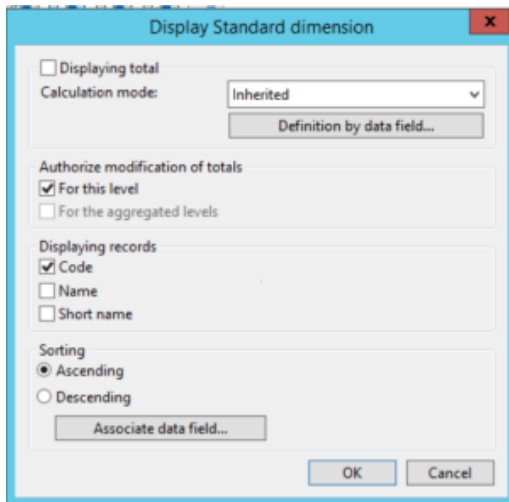 Display Standard dimension
x
Displaying total
Calculation mode:
Inherited
Definition by data field...
Authorize modification of totals
For this level
For the aggregated levels
Displaying records
Code
Name
Short name
Sorting
Ascending
Descending
Associate data field...
OK
Cancel